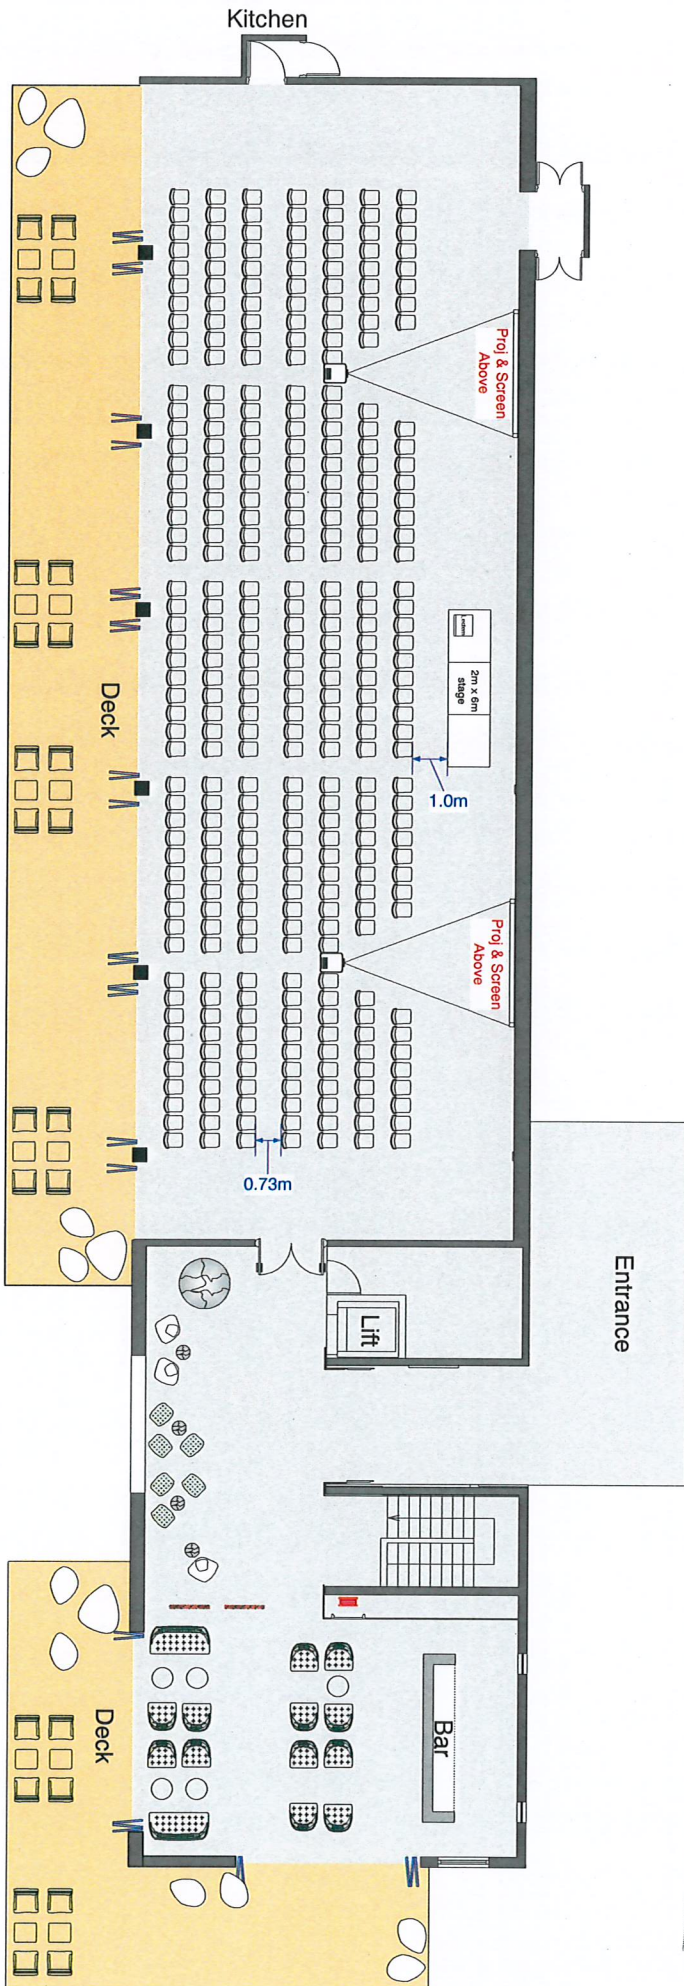 Kitchen
Proj & Screen
Above
Lectern
2m x 6m
stage
Deck
1.0m
Proj & Screen
Above
0.73m
Entrance
Lift
Deck
Bar